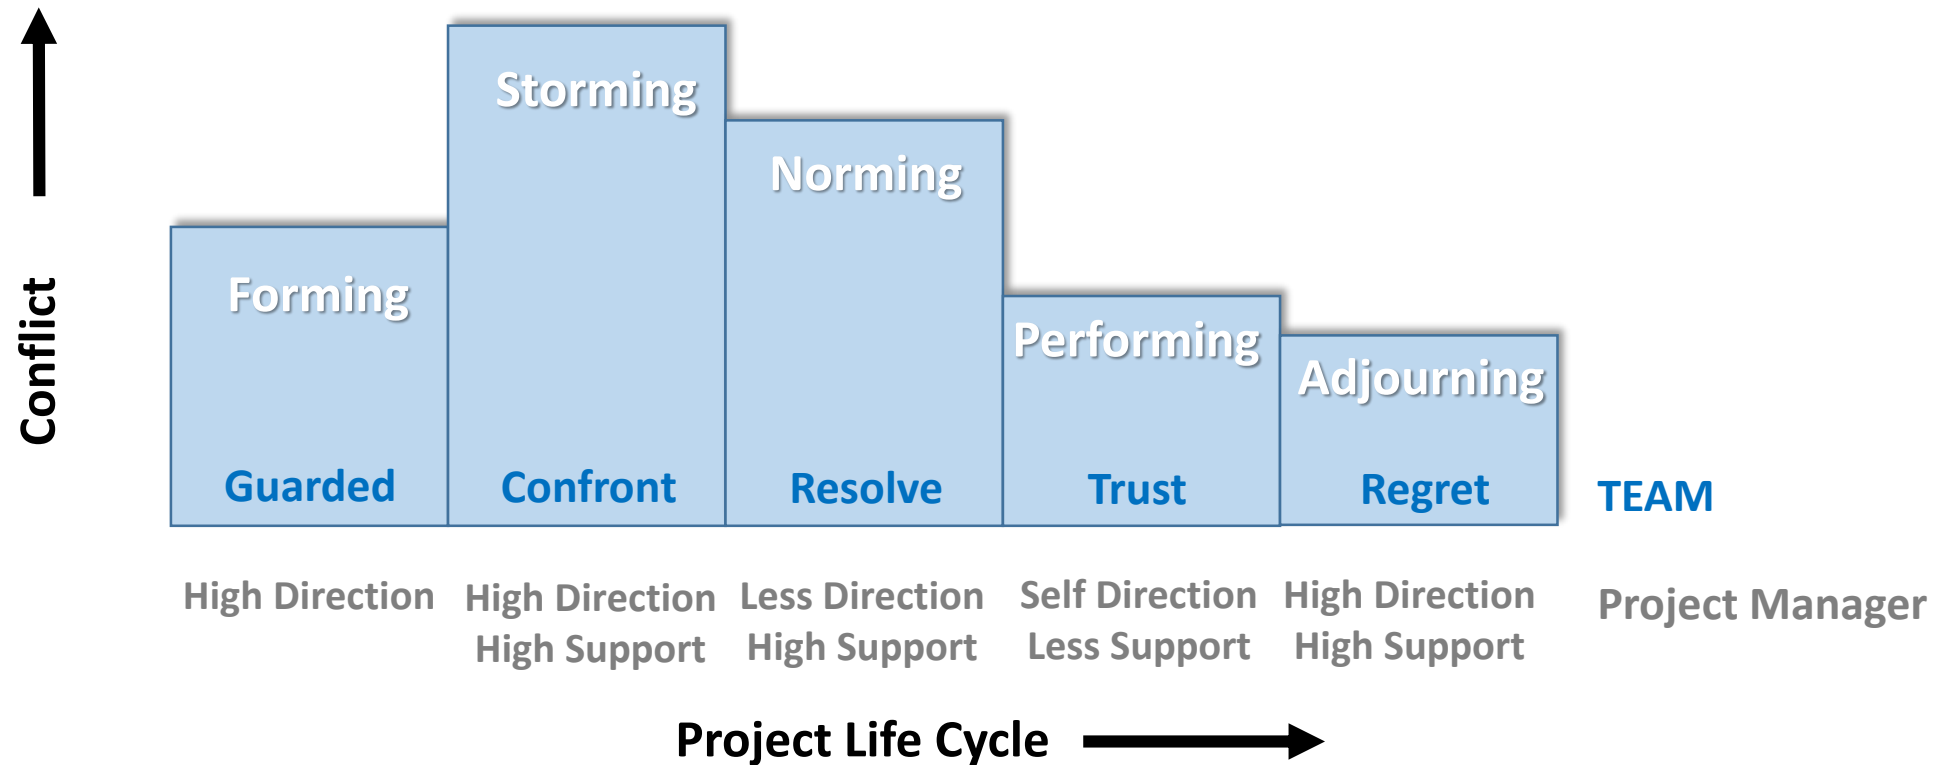 Conflict
Storming
Norming
Forming
Performing
Adjourning
Guarded
Confront
Resolve
Trust
Regret
TEAM
High Direction
High Direction
High Support
Less Direction
High Support
Self Direction
Less Support
High Direction
High Support
Project Manager
Project Life Cycle